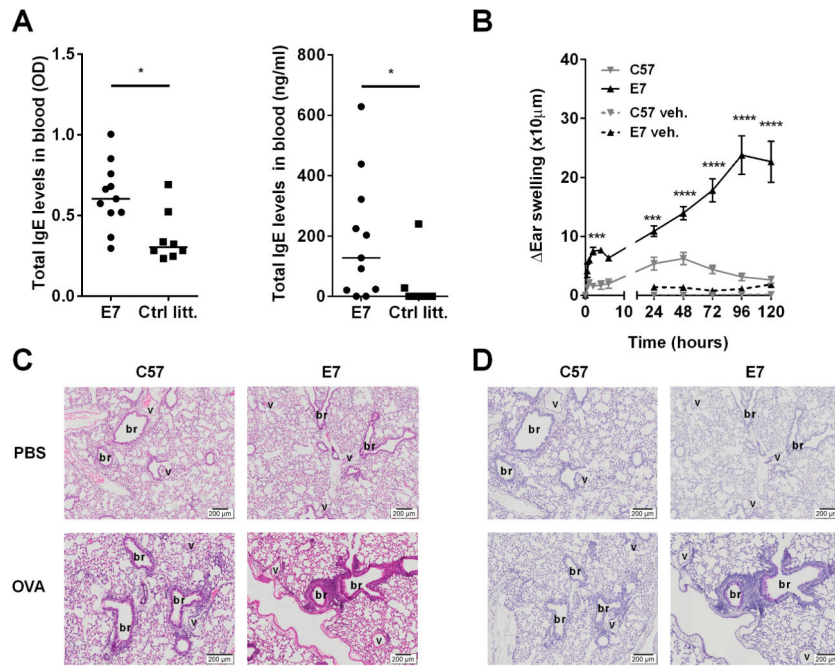 A
Total IgE levels in blood (OD)
1.5
1.0
0.5
0.0
*
E7 Ctrl litt.
Total IgE levels in blood (ng/ml)
800
600
400
200
0
*
E7 Ctrl litt.
B
ΔEar swelling (x10µm)
40
30
20
10
0
C57
E7
C57 veh.
E7 veh.
***
***
****
****
****
****
0 10 24 48 72 96 120
Time (hours)
C
C57 E7
PBS
v
br
br
v
200 µm
v
br
br
v
v
200 µm
OVA
v
br
br
br
v
200 µm
v
br
br
v
200 µm
D
C57 E7
v
br
br
v
200 µm
v
br
br
v
v
200 µm
v
br
br
br
v
200 µm
v
br
br
v
200 µm